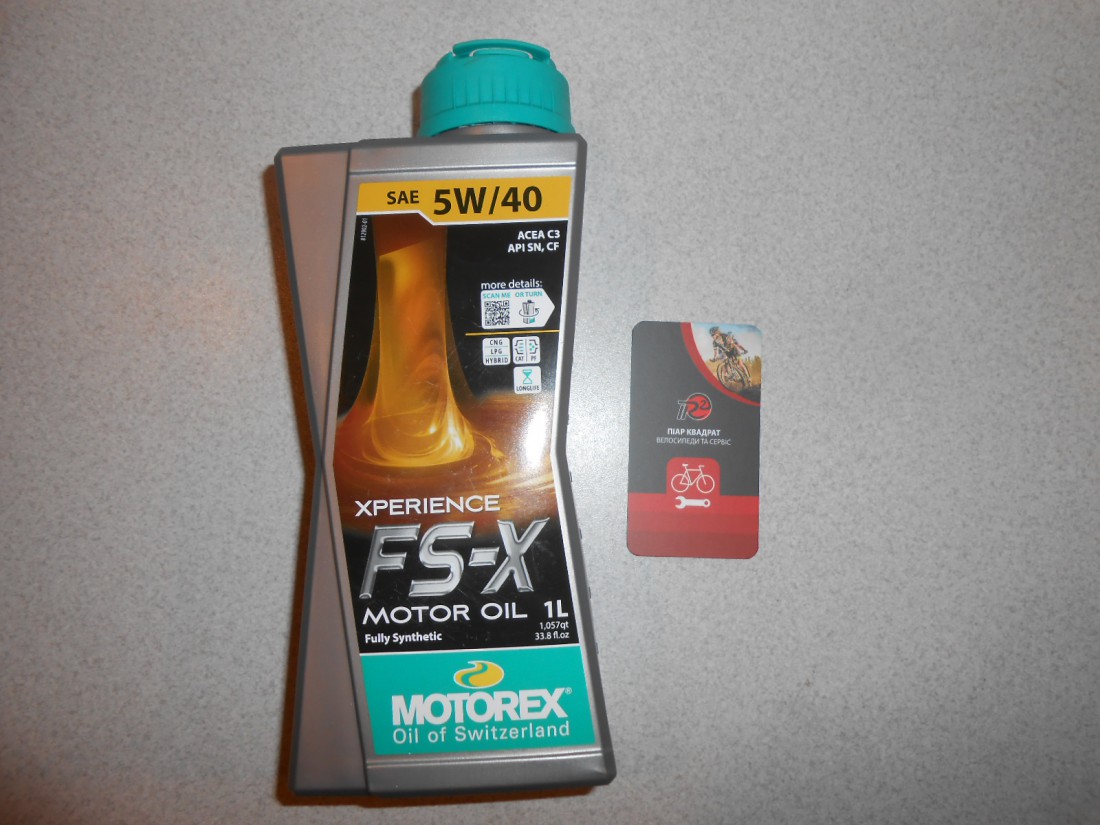 SAE 5W/40
ACEA C3
API SN, CF
more details:
SCAN ME OR TURN
CNG
LPG
HYBRID
CAT PF
LONGLIFE
XPERIENCE
FS-X
MOTOR OIL 1L
1,057qt
Fully Synthetic 33.8 fl.oz
MOTOREX®
Oil of Switzerland
ПІАР КВАДРАТ
ВЕЛОСИПЕДИ ТА СЕРВІС